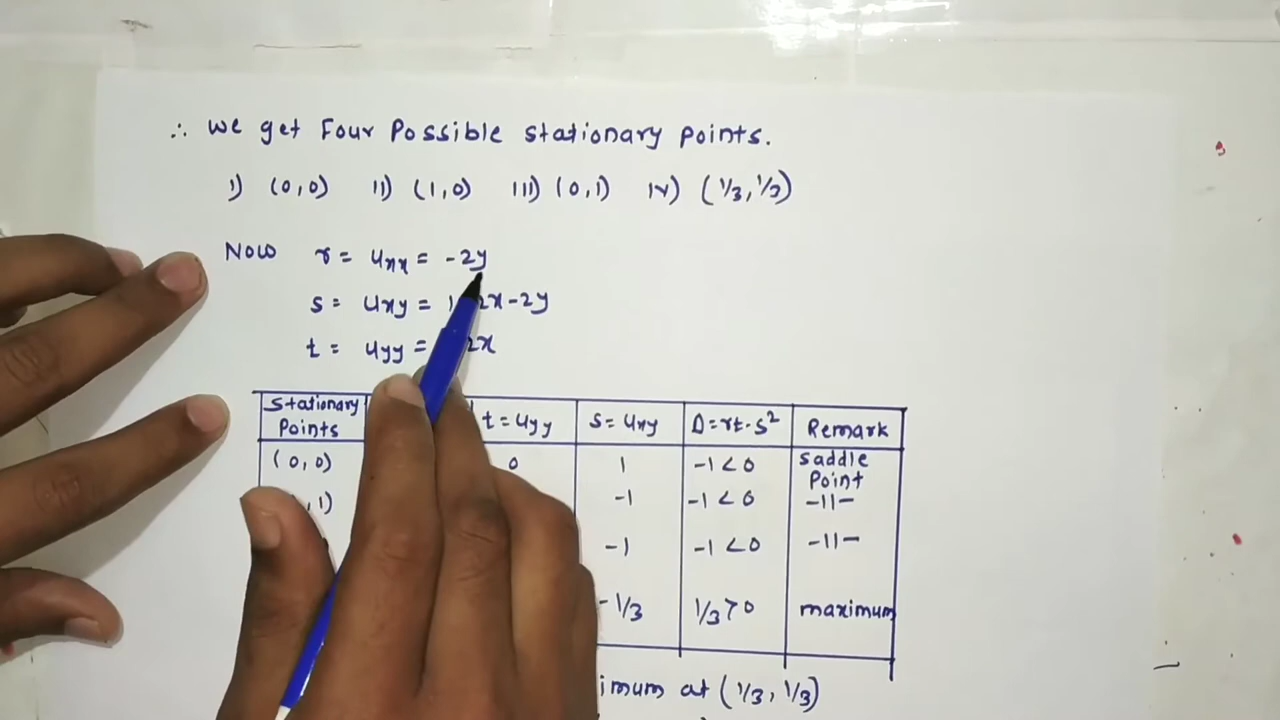 ∴ We get Four Possible Stationary Points.
i) (0,0) ii) (1,0) iii) (0,1) iv) (1/3, 1/3)
Now r = uxx = -2y
s = uxy = 1 2x - 2y
t = uyy = 2x
Stationary Points t = uyy s = uxy D = rt - s² Remark
(0,0) 0 1 -1 < 0 saddle Point
, 1) -1 -1 < 0 -11-
-1 -1 < 0 -11-
-1/3 1/3 > 0 maximum
imum at (1/3, 1/3)